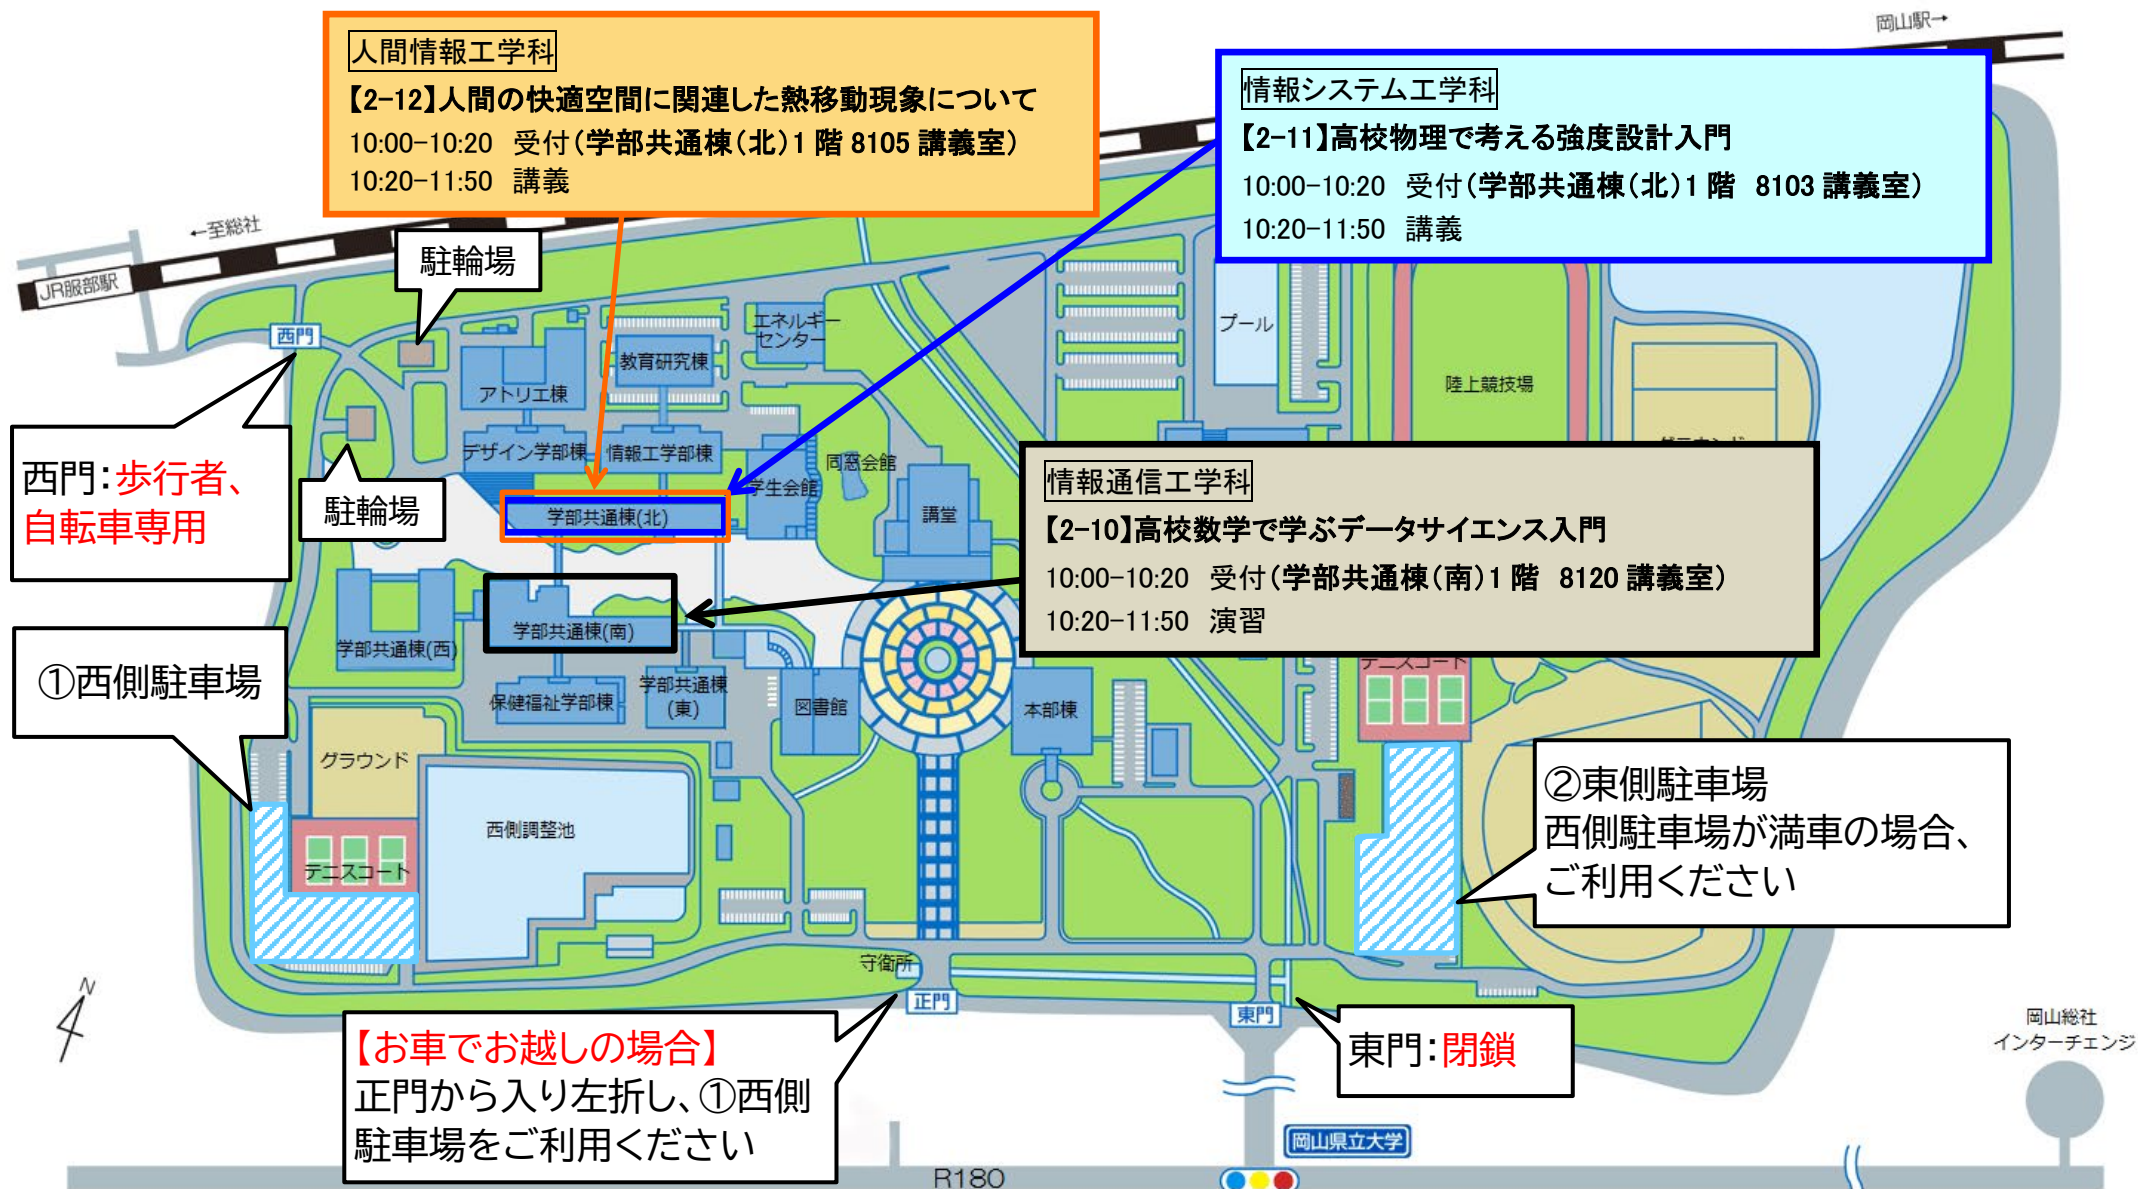 岡山駅→
人間情報工学科
【2-12】人間の快適空間に関連した熱移動現象について
10:00-10:20 受付(学部共通棟(北)1階 8105 講義室)
10:20-11:50 講義
情報システム工学科
【2-11】高校物理で考える強度設計入門
10:00-10:20 受付(学部共通棟(北)1階 8103 講義室)
10:20-11:50 講義
←至総社
JR服部駅
駐輪場
西門
エネルギー
センター
教育研究棟
アトリエ棟
プール
陸上競技場
デザイン学部棟
情報工学部棟
同窓会館
学生会館
講堂
学部共通棟(北)
西門:歩行者、
自転車専用
駐輪場
情報通信工学科
【2-10】高校数学で学ぶデータサイエンス入門
10:00-10:20 受付(学部共通棟(南)1階 8120 講義室)
10:20-11:50 演習
学部共通棟(南)
学部共通棟(西)
テニスコート
①西側駐車場
保健福祉学部棟
学部共通棟
(東)
図書館
本部棟
グラウンド
西側調整池
テニスコート
②東側駐車場
西側駐車場が満車の場合、
ご利用ください
守衛所
正門
東門
N
【お車でお越しの場合】
正門から入り左折し、①西側
駐車場をご利用ください
東門:閉鎖
岡山総社
インターチェンジ
岡山県立大学
R180